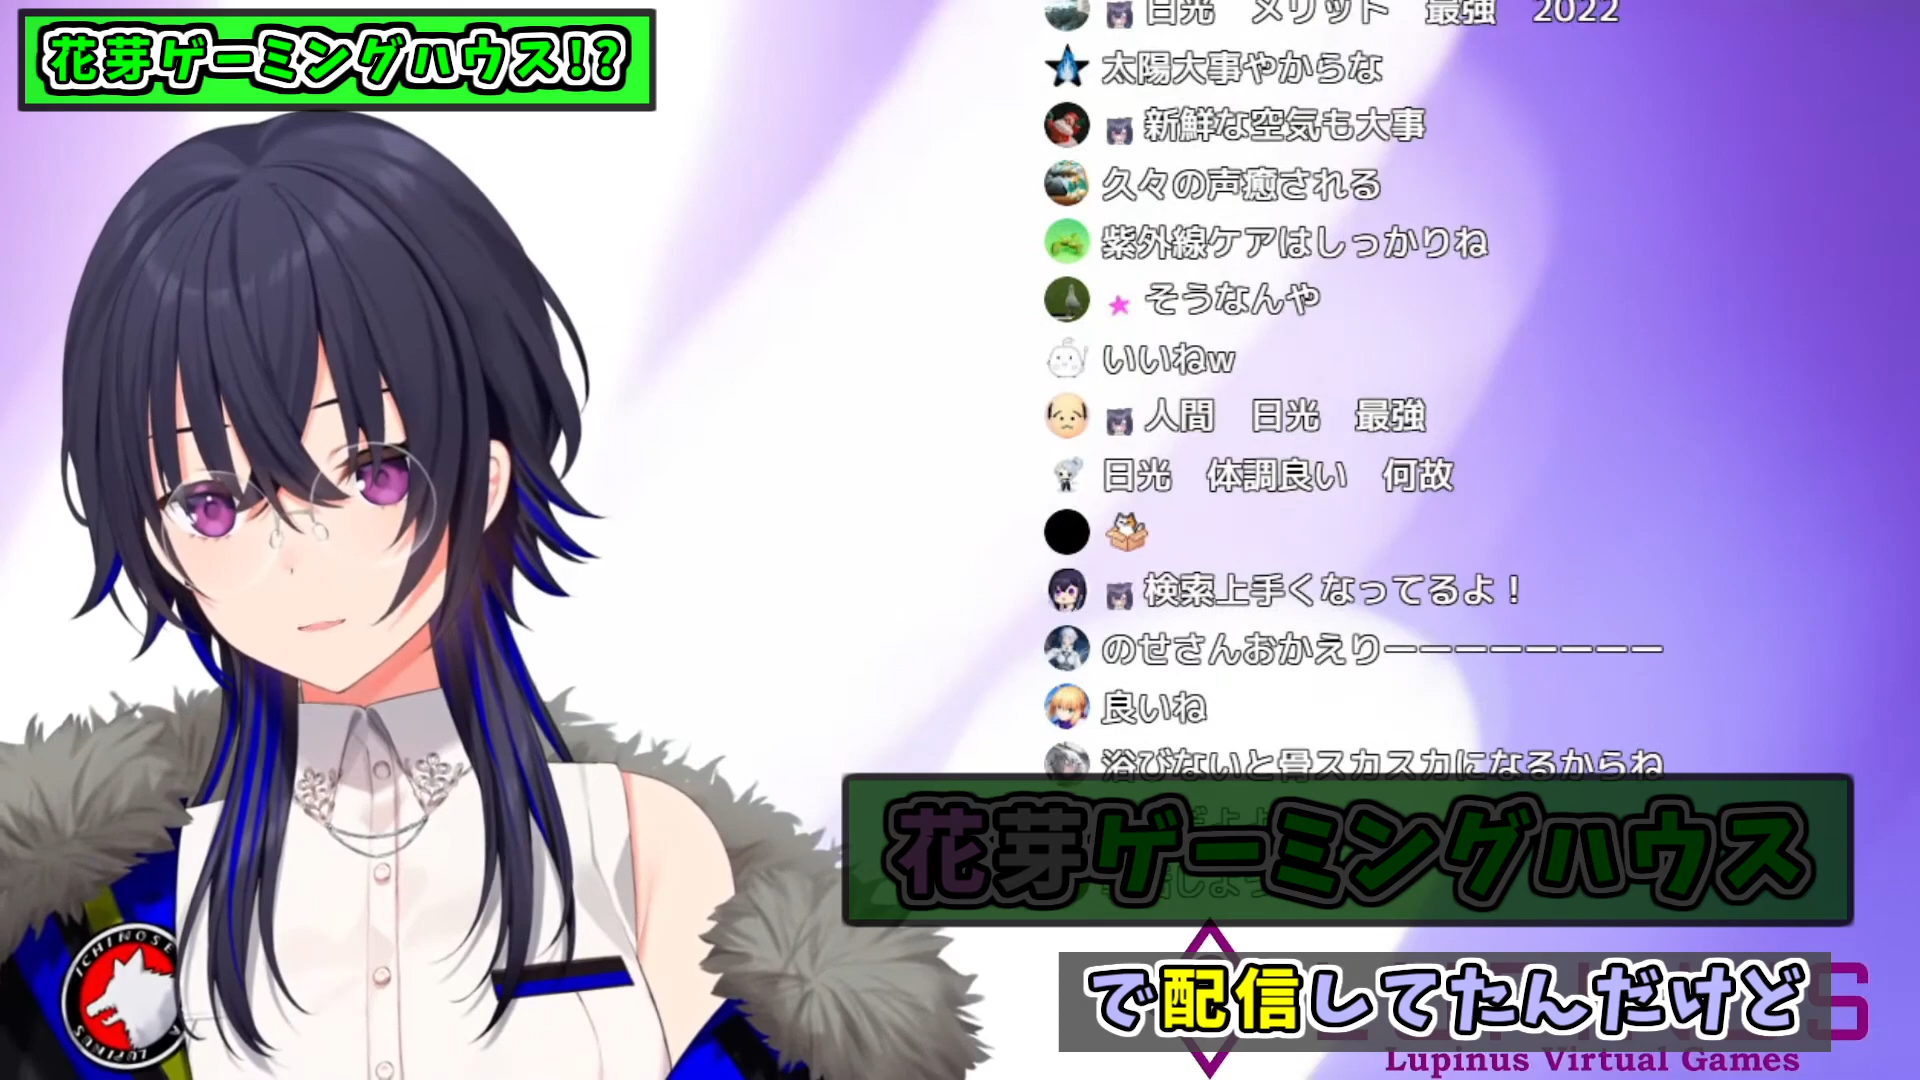 花芽ゲーミングハウス!?
日光　メリット　最強　2022
太陽大事やからな
新鮮な空気も大事
久々の声癒される
紫外線ケアはしっかりね
そうなんや
いいねw
人間　日光　最強
日光　体調良い　何故
検索上手くなってるよ！
のせさんおかえりーーーーーーーー
良いね
浴びないと骨スカスカになるからね
花芽ゲーミングハウス
で配信してたんだけど
Lupinus Virtual Games
ICHINOSE
LUPINUS